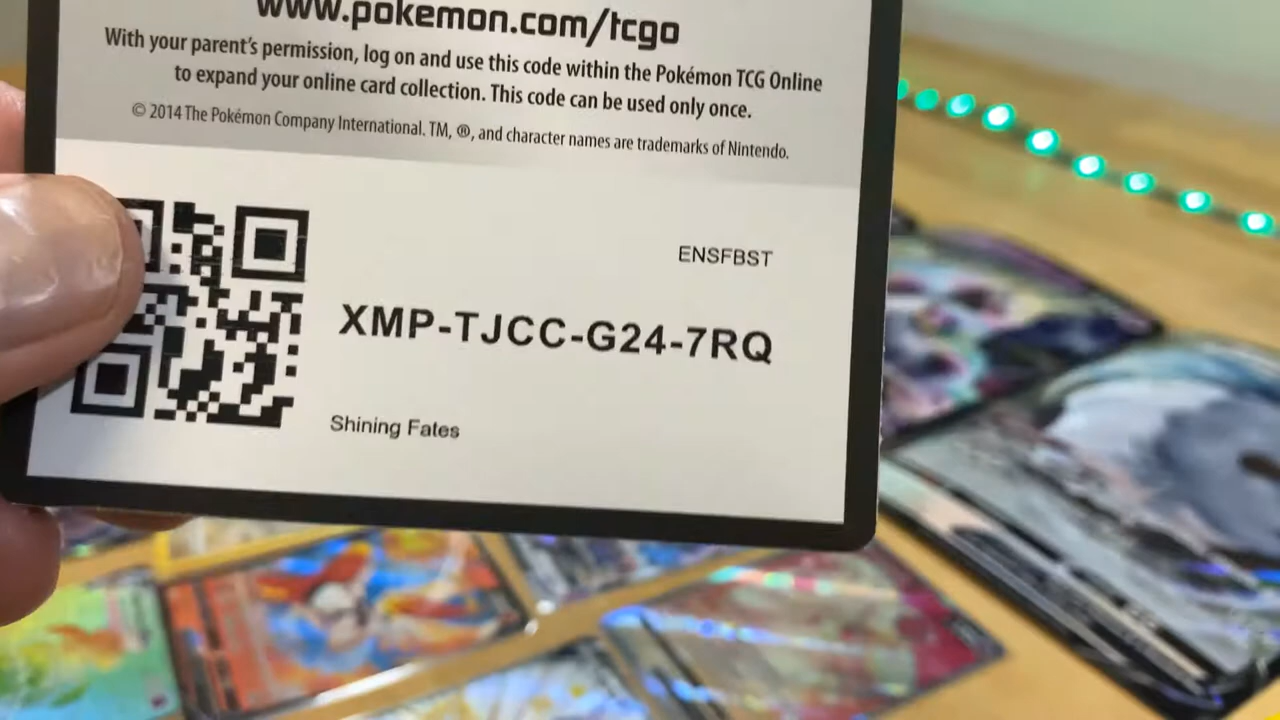 www.pokemon.com/tcgo
With your parent's permission, log on and use this code within the Pokémon TCG Online
to expand your online card collection. This code can be used only once.
© 2014 The Pokémon Company International. TM, ®, and character names are trademarks of Nintendo.
ENSFBST
XMP-TJCC-G24-7RQ
Shining Fates